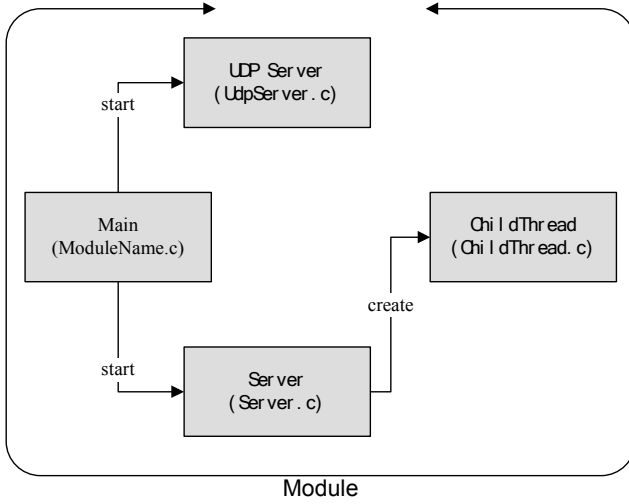 UDP Server
(UdpServer.c)
start
Main
(ModuleName.c)
ChildThread
(ChildThread.c)
create
start
Server
(Server.c)
Module